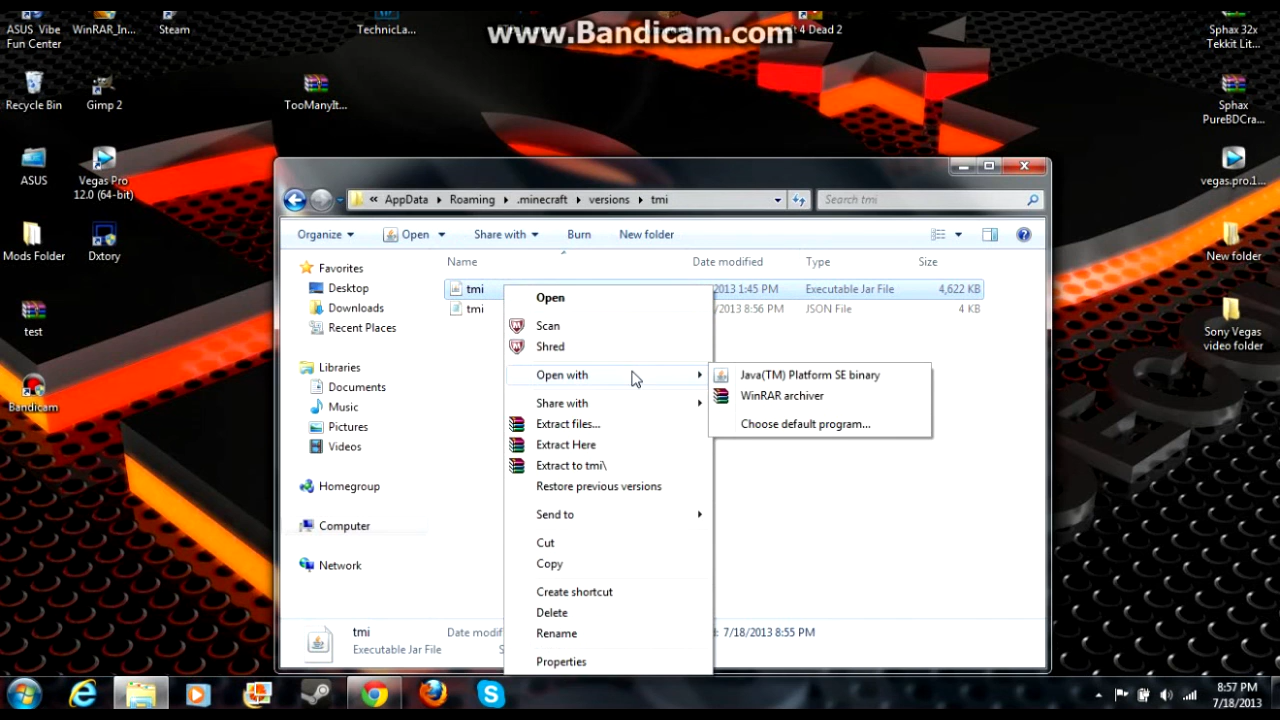 www.Bandicam.com
ASUS Vibe
Fun Center
WinRAR_In...
Steam
TechnicLa...
4 Dead 2
Sphax 32x
Tekkit Lit...
Recycle Bin
Gimp 2
TooManyIt...
Sphax
PureBDCra...
ASUS
Vegas Pro
12.0 (64-bit)
vegas.pro.1...
Mods Folder
Dxtory
New folder
test
Sony Vegas
video folder
Bandicam
« AppData ▸ Roaming ▸ .minecraft ▸ versions ▸ tmi
Search tmi
Organize
Open
Share with
Burn
New folder
Name
Date modified
Type
Size
tmi
2013 1:45 PM
Executable Jar File
4,622 KB
tmi
/2013 8:56 PM
JSON File
4 KB
Favorites
Desktop
Downloads
Recent Places
Libraries
Documents
Music
Pictures
Videos
Homegroup
Computer
Network
Open
Scan
Shred
Open with
Share with
Extract files...
Extract Here
Extract to tmi\
Restore previous versions
Send to
Cut
Copy
Create shortcut
Delete
Rename
Properties
Java(TM) Platform SE binary
WinRAR archiver
Choose default program...
tmi
Date modif
7/18/2013 8:55 PM
Executable Jar File
8:57 PM
7/18/2013